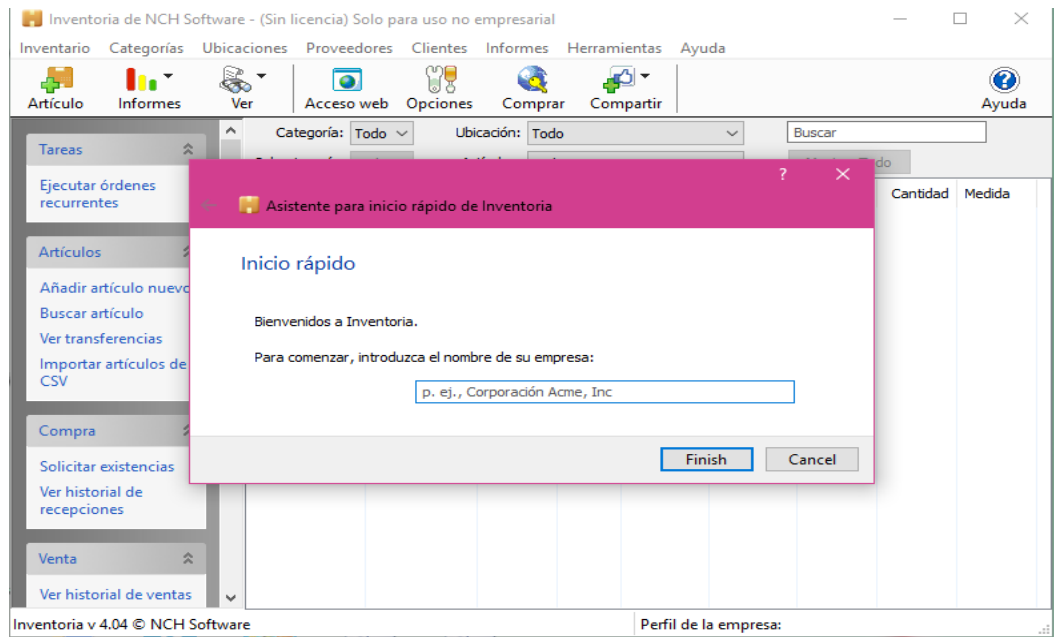 Inventoria de NCH Software - (Sin licencia) Solo para uso no empresarial
Inventario Categorías Ubicaciones Proveedores Clientes Informes Herramientas Ayuda
Artículo Informes Ver Acceso web Opciones Comprar Compartir Ayuda
Categoría: Todo Ubicación: Todo Buscar
Tareas
Ejecutar órdenes
recurrentes
Cantidad Medida
Asistente para inicio rápido de Inventoria
Artículos
Añadir artículo nuevo
Buscar artículo
Ver transferencias
Importar artículos de
CSV
Inicio rápido
Bienvenidos a Inventoria.
Para comenzar, introduzca el nombre de su empresa:
p. ej., Corporación Acme, Inc
Finish Cancel
Compra
Solicitar existencias
Ver historial de
recepciones
Venta
Ver historial de ventas
Inventoria v 4.04 © NCH Software Perfil de la empresa: